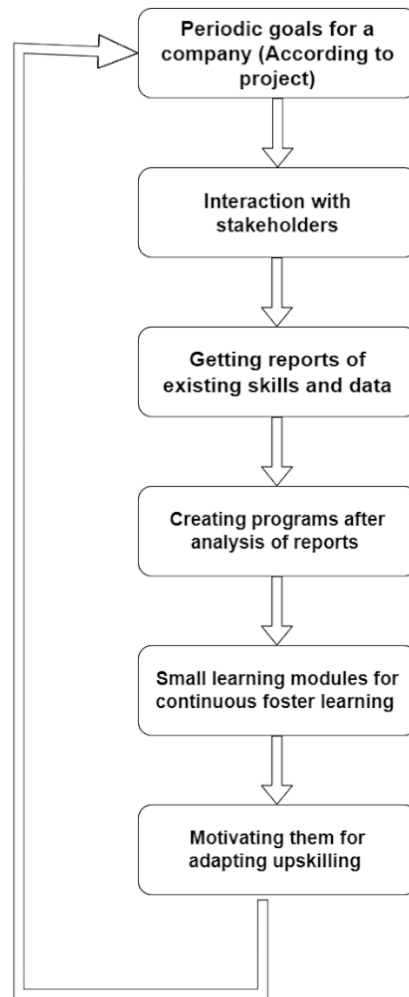 Periodic goals for a
company (According to
project)
Interaction with
stakeholders
Getting reports of
existing skills and data
Creating programs after
analysis of reports
Small learning modules for
continuous foster learning
Motivating them for
adapting upskilling